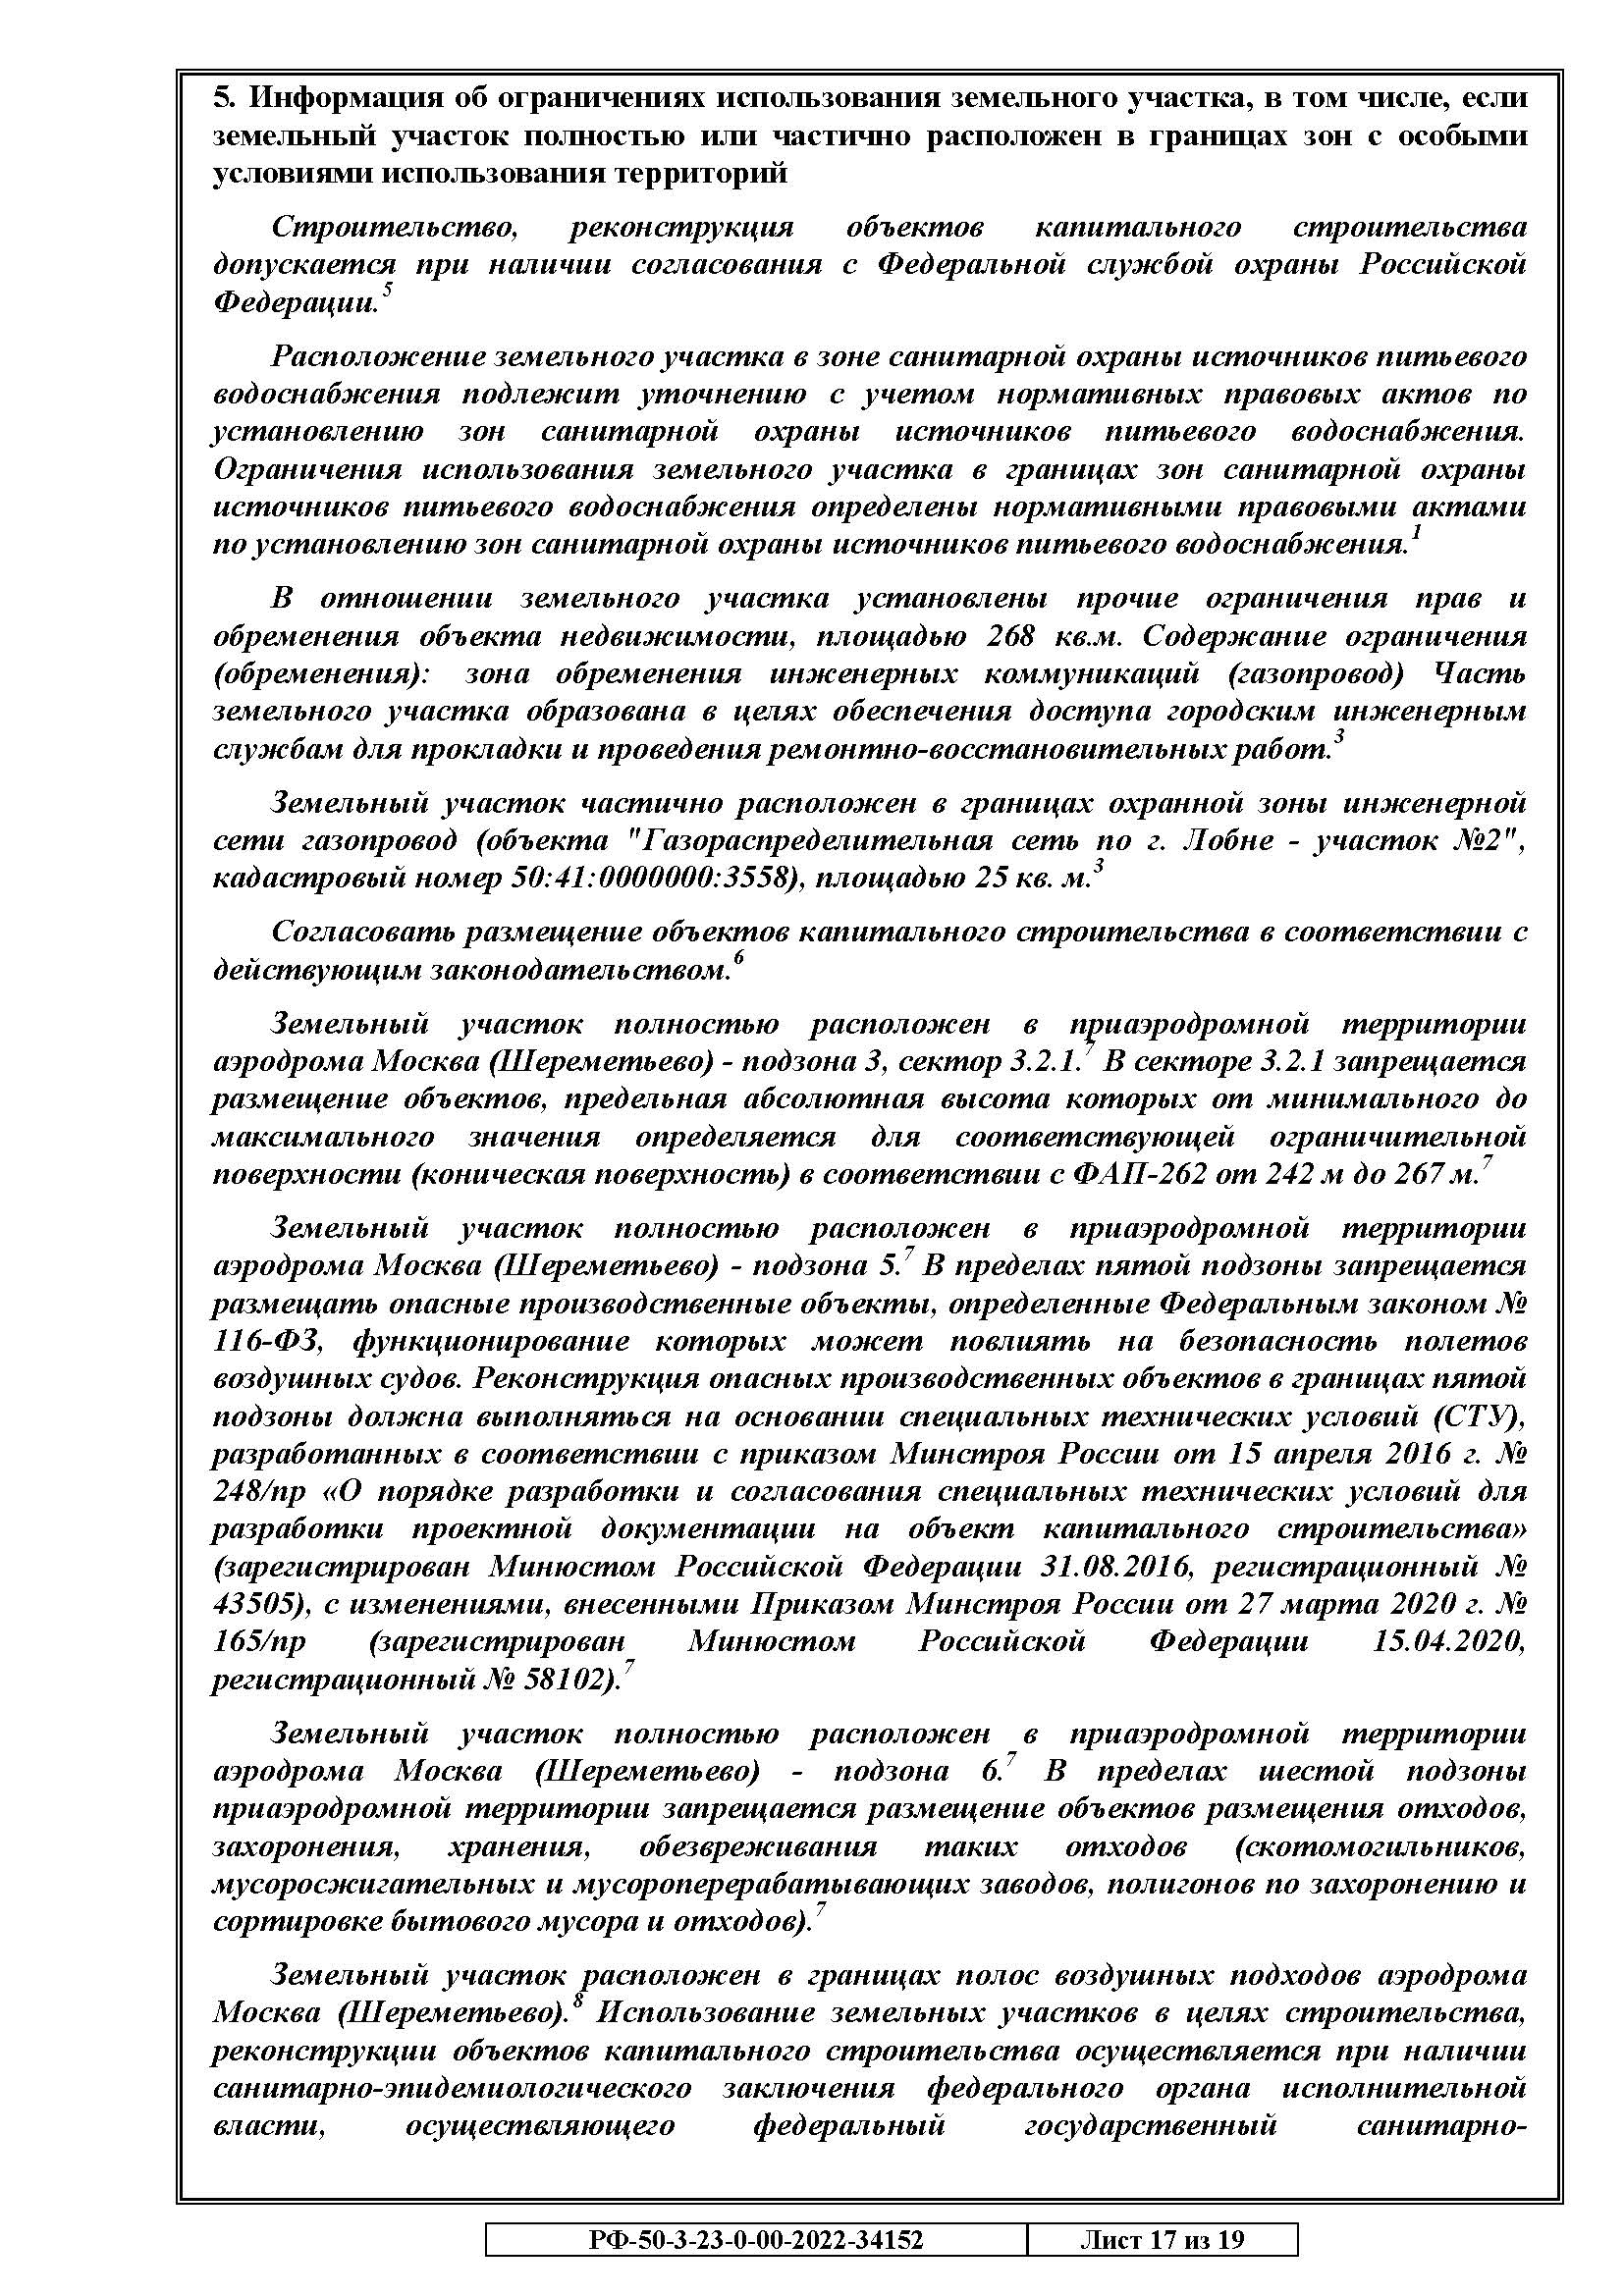 5. Информация об ограничениях использования земельного участка, в том числе, если
земельный участок полностью или частично расположен в границах зон с особыми
условиями использования территорий
Строительство, реконструкция объектов капитального строительства
допускается при наличии согласования с Федеральной службой охраны Российской
Федерации.5
Расположение земельного участка в зоне санитарной охраны источников питьевого
водоснабжения подлежит уточнению с учетом нормативных правовых актов по
установлению зон санитарной охраны источников питьевого водоснабжения.
Ограничения использования земельного участка в границах зон санитарной охраны
источников питьевого водоснабжения определены нормативными правовыми актами
по установлению зон санитарной охраны источников питьевого водоснабжения.1
В отношении земельного участка установлены прочие ограничения прав и
обременения объекта недвижимости, площадью 268 кв.м. Содержание ограничения
(обременения): зона обременения инженерных коммуникаций (газопровод) Часть
земельного участка образована в целях обеспечения доступа городским инженерным
службам для прокладки и проведения ремонтно-восстановительных работ.3
Земельный участок частично расположен в границах охранной зоны инженерной
сети газопровод (объекта "Газораспределительная сеть по г. Лобне - участок №2",
кадастровый номер 50:41:0000000:3558), площадью 25 кв. м.3
Согласовать размещение объектов капитального строительства в соответствии с
действующим законодательством.6
Земельный участок полностью расположен в приаэродромной территории
аэродрома Москва (Шереметьево) - подзона 3, сектор 3.2.1.7 В секторе 3.2.1 запрещается
размещение объектов, предельная абсолютная высота которых от минимального до
максимального значения определяется для соответствующей ограничительной
поверхности (коническая поверхность) в соответствии с ФАП-262 от 242 м до 267 м.7
Земельный участок полностью расположен в приаэродромной территории
аэродрома Москва (Шереметьево) - подзона 5.7 В пределах пятой подзоны запрещается
размещать опасные производственные объекты, определенные Федеральным законом №
116-ФЗ, функционирование которых может повлиять на безопасность полетов
воздушных судов. Реконструкция опасных производственных объектов в границах пятой
подзоны должна выполняться на основании специальных технических условий (СТУ),
разработанных в соответствии с приказом Минстроя России от 15 апреля 2016 г. №
248/пр «О порядке разработки и согласования специальных технических условий для
разработки проектной документации на объект капитального строительства»
(зарегистрирован Минюстом Российской Федерации 31.08.2016, регистрационный №
43505), с изменениями, внесенными Приказом Минстроя России от 27 марта 2020 г. №
165/пр (зарегистрирован Минюстом Российской Федерации 15.04.2020,
регистрационный № 58102).7
Земельный участок полностью расположен в приаэродромной территории
аэродрома Москва (Шереметьево) - подзона 6.7 В пределах шестой подзоны
приаэродромной территории запрещается размещение объектов размещения отходов,
захоронения, хранения, обезвреживания таких отходов (скотомогильников,
мусоросжигательных и мусороперерабатывающих заводов, полигонов по захоронению и
сортировке бытового мусора и отходов).7
Земельный участок расположен в границах полос воздушных подходов аэродрома
Москва (Шереметьево).8 Использование земельных участков в целях строительства,
реконструкции объектов капитального строительства осуществляется при наличии
санитарно-эпидемиологического заключения федерального органа исполнительной
власти, осуществляющего федеральный государственный санитарно-
РФ-50-3-23-0-00-2022-34152 Лист 17 из 19